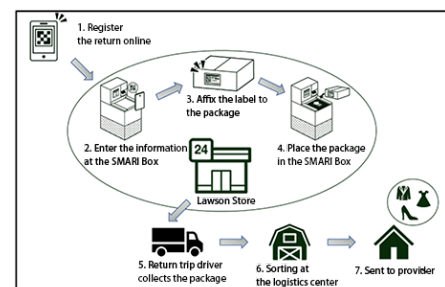 1. Register
the return online
3. Affix the label to
the package
2. Enter the information
at the SMARI Box
4. Place the package
in the SMARI Box
24
Lawson Store
5. Return trip driver
collects the package
6. Sorting at
the logistics center
7. Sent to provider